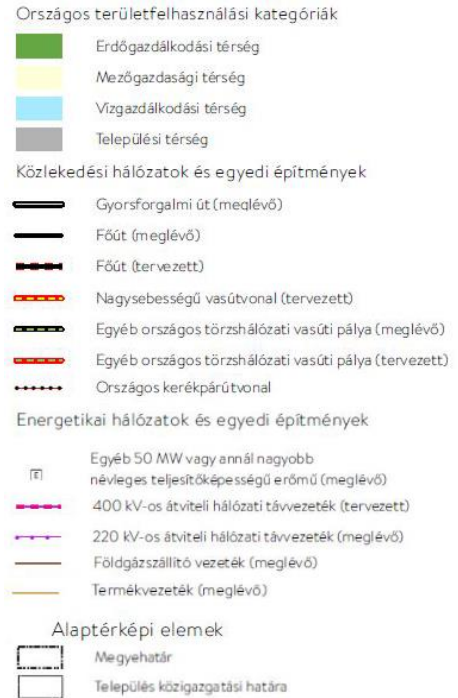 Országos területfelhasználási kategóriák
Erdőgazdálkodási térség
Mezőgazdasági térség
Vízgazdálkodási térség
Települési térség
Közlekedési hálózatok és egyedi építmények
Gyorsforgalmi út (meglévő)
Főút (meglévő)
Főút (tervezett)
Nagysebességű vasútvonal (tervezett)
Egyéb országos törzshálózati vasúti pálya (meglévő)
Egyéb országos törzshálózati vasúti pálya (tervezett)
Országos kerékpárútvonal
Energetikai hálózatok és egyedi építmények
Egyéb 50 MW vagy annál nagyobb
E névleges teljesítőképességű erőmű (meglévő)
400 kV-os átviteli hálózati távvezeték (tervezett)
220 kV-os átviteli hálózati távvezeték (meglévő)
Földgázszállító vezeték (meglévő)
Termékvezeték (meglévő)
Alaptérképi elemek
Megyehatár
Település közigazgatási határa